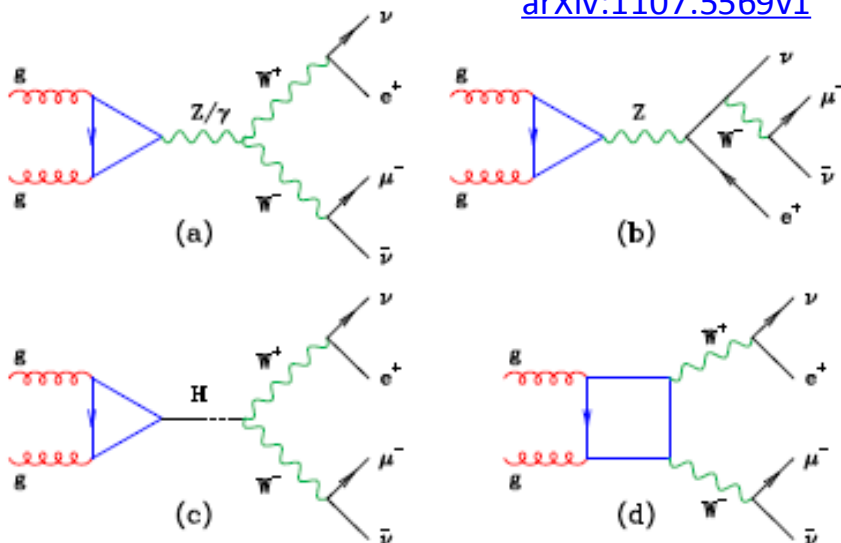 arXiv:1107.5569v1
g
g
Z/γ
W⁺
W⁻
ν
e⁺
μ⁻
ν̄
(a)
g
g
Z
W⁻
ν
μ⁻
ν̄
e⁺
(b)
g
g
H
W⁺
W⁻
ν
e⁺
μ⁻
ν̄
(c)
g
g
W⁺
W⁻
ν
e⁺
μ⁻
ν̄
(d)